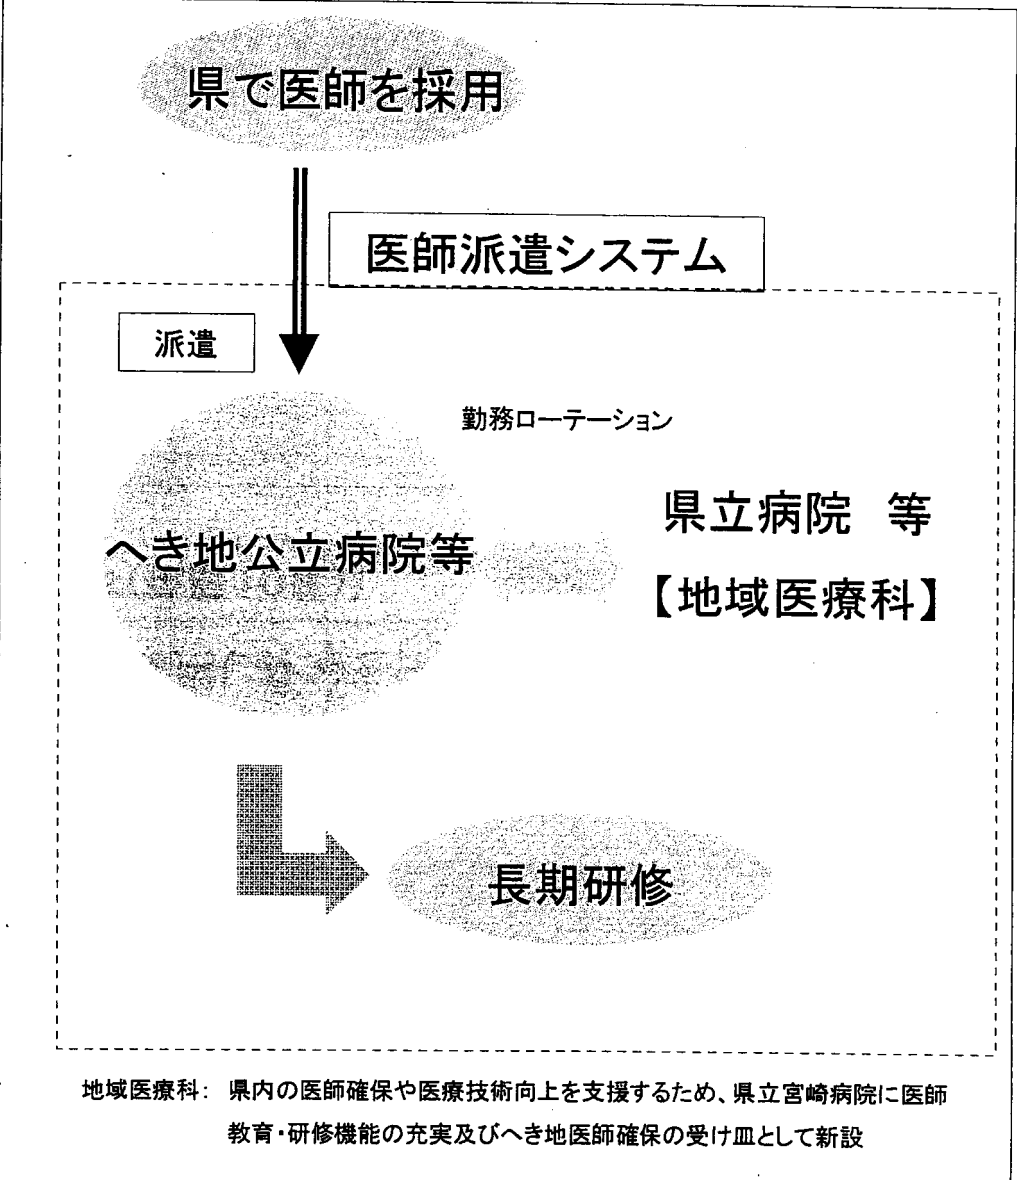 県で医師を採用
医師派遣システム
派遣
勤務ローテーション
へき地公立病院等
県立病院　等
【地域医療科】
長期研修
地域医療科：　県内の医師確保や医療技術向上を支援するため、県立宮崎病院に医師
教育・研修機能の充実及びへき地医師確保の受け皿として新設